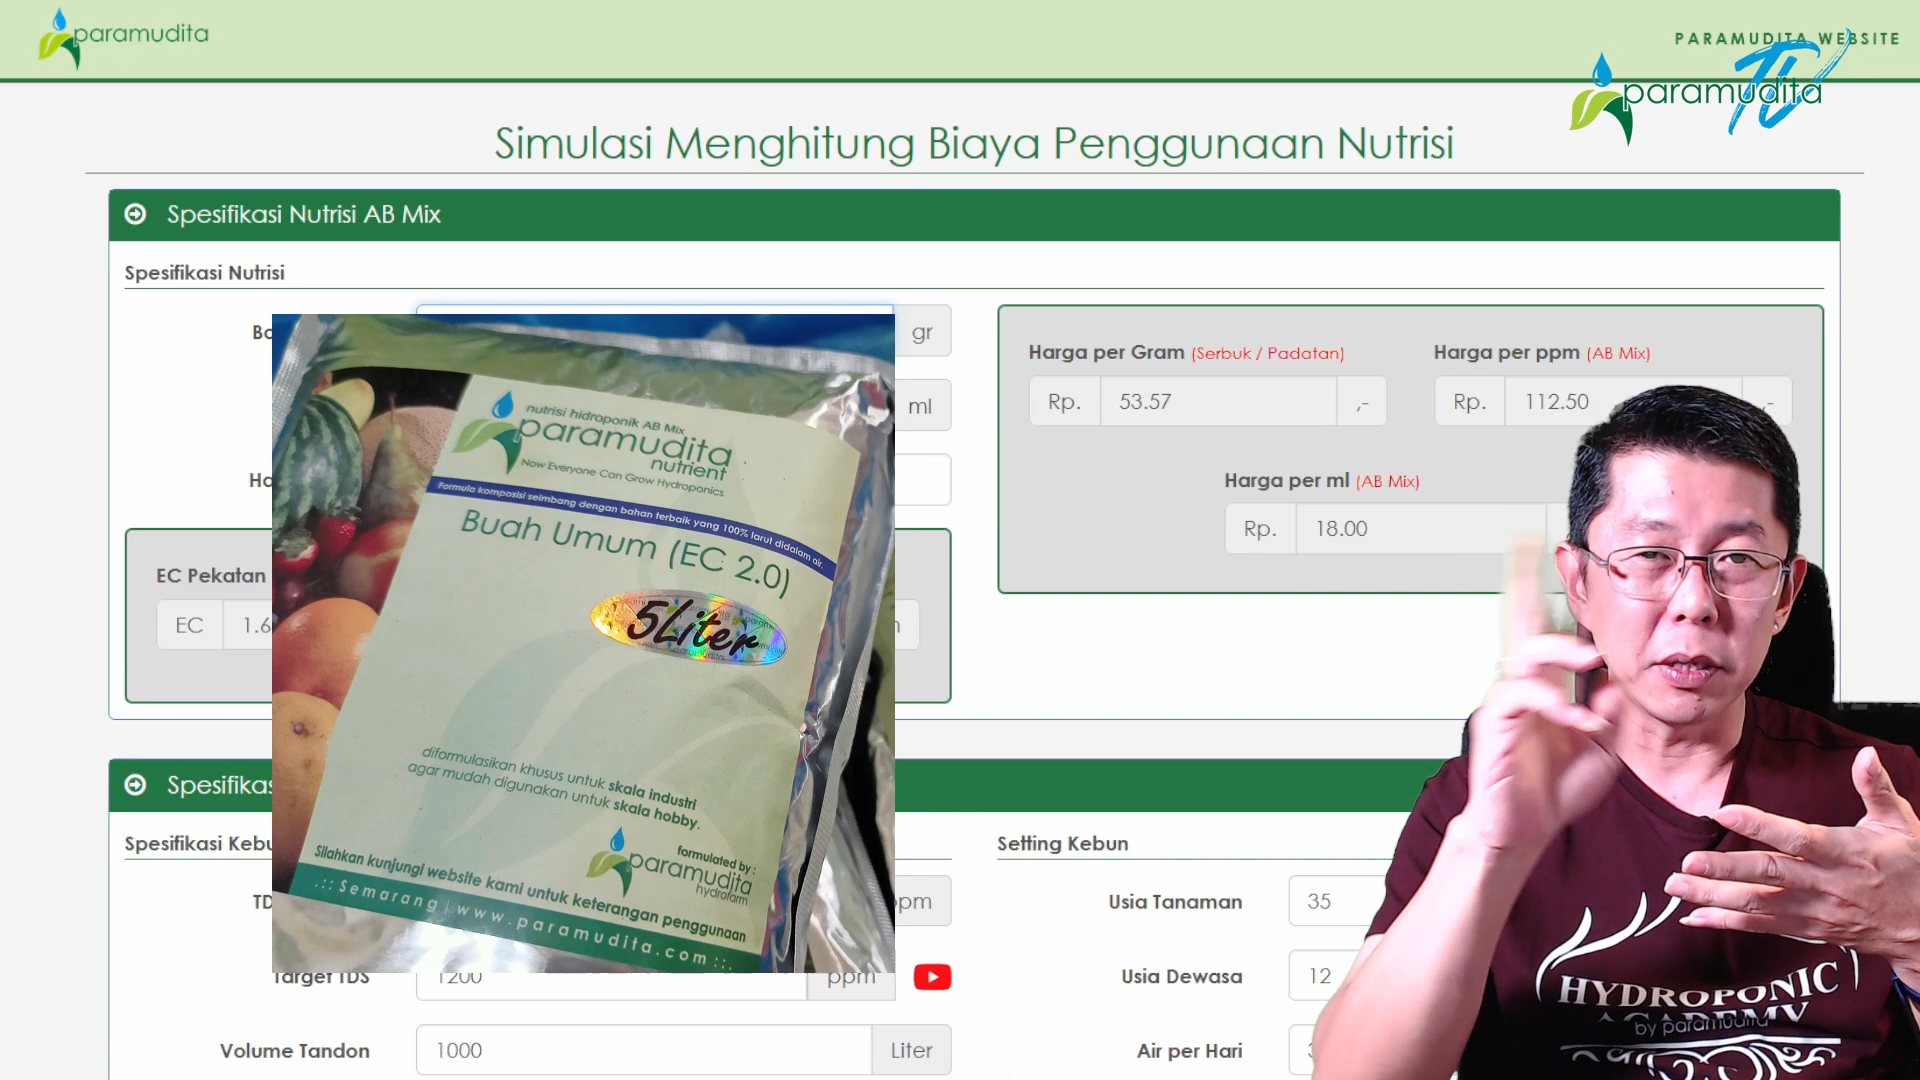 paramudita
PARAMUDITA WEBSITE
paramudita TV
Simulasi Menghitung Biaya Penggunaan Nutrisi
Spesifikasi Nutrisi AB Mix
Spesifikasi Nutrisi
gr
ml
Harga per Gram (Serbuk / Padatan)
Rp. 53.57 ,-
Harga per ppm (AB Mix)
Rp. 112.50 ,-
Harga per ml (AB Mix)
Rp. 18.00
EC Pekatan
EC 1.6
nutrisi hidroponik AB Mix
paramudita
nutrient
Now Everyone Can Grow Hydroponics
Formula komposisi seimbang dengan bahan terbaik yang 100% larut didalam air.
Buah Umum (EC 2.0)
5Liter
diformulasikan khusus untuk skala industri
agar mudah digunakan untuk skala hobby.
formulated by :
paramudita
hydrofarm
Silahkan kunjungi website kami untuk keterangan penggunaan
.:: Semarang | www.paramudita.com ::.
Spesifikasi Kebu
ppm
Target TDS 1200 ppm
Volume Tandon 1000 Liter
Setting Kebun
Usia Tanaman 35
Usia Dewasa 12
Air per Hari
HYDROPONIC
ACADEMY
by paramudita